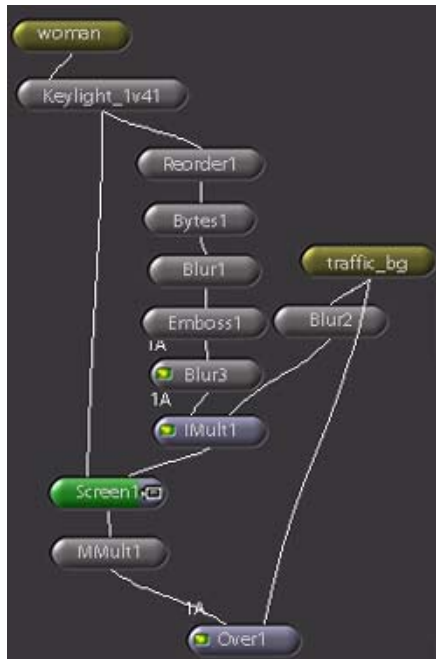 woman
Keylight_1v41
Reorder1
Bytes1
Blur1
traffic_bg
Emboss1
Blur2
1A
Blur3
1A
IMult1
Screen1
MMult1
1A
Over1